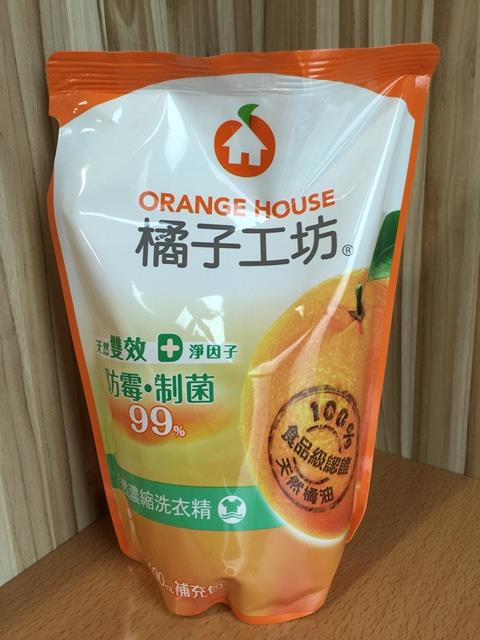 ORANGE HOUSE
橘子工坊®
天然雙效+淨因子
防霉·制菌
99%
100%
食品級認證
天然橘油
濃縮洗衣精
補充包